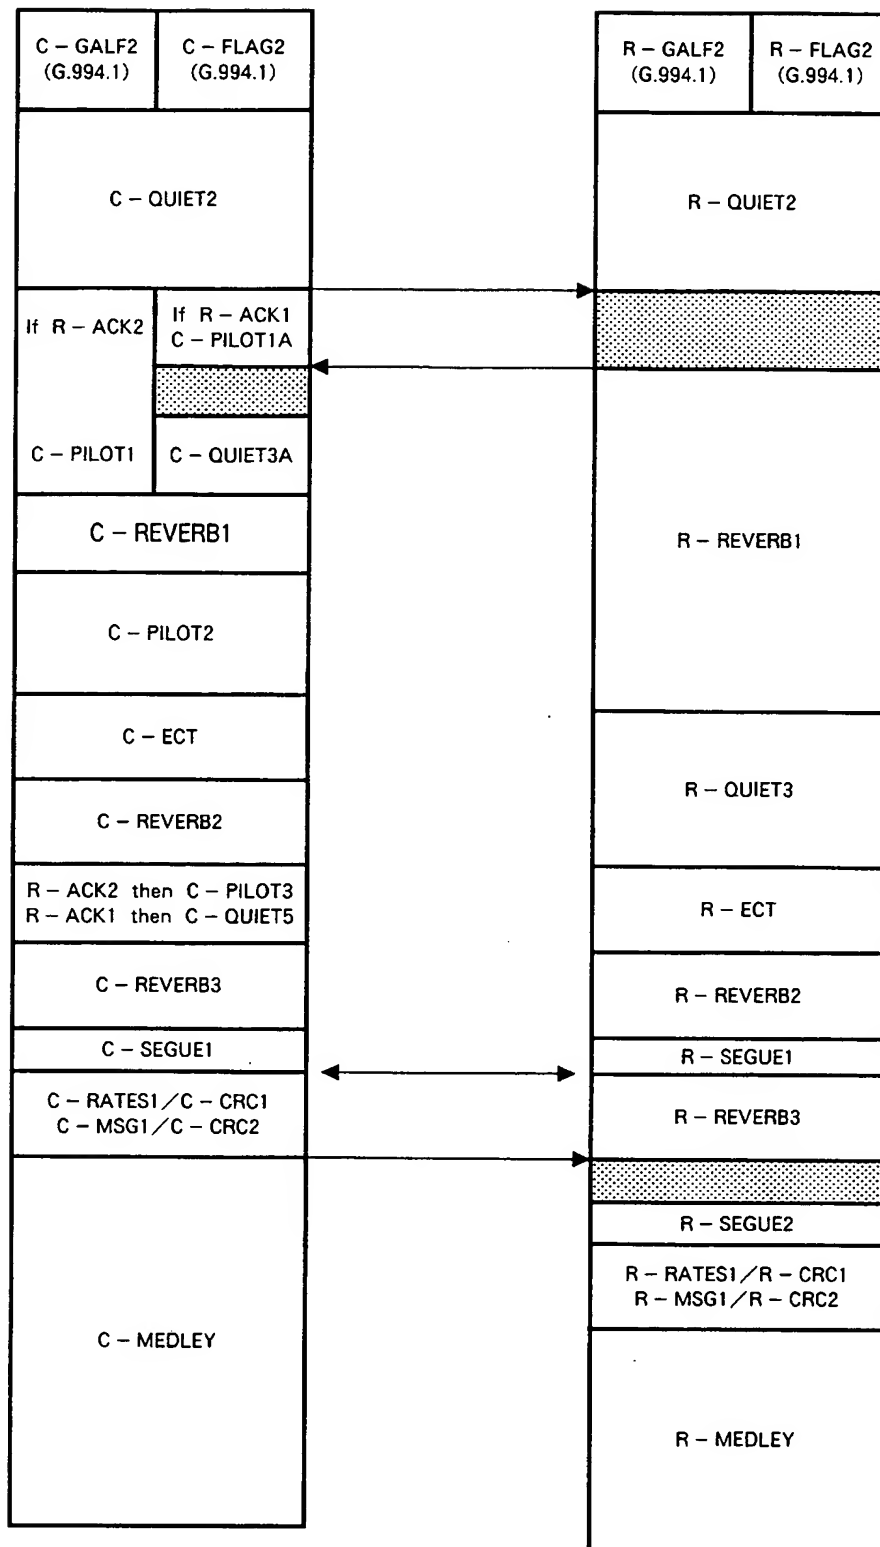 C – GALF2
(G.994.1)
C – FLAG2
(G.994.1)
C – QUIET2
If R – ACK2
C – PILOT1
If R – ACK1
C – PILOT1A
C – QUIET3A
C – REVERB1
C – PILOT2
C – ECT
C – REVERB2
R – ACK2 then C – PILOT3
R – ACK1 then C – QUIET5
C – REVERB3
C – SEGUE1
C – RATES1/C – CRC1
C – MSG1/C – CRC2
C – MEDLEY
R – GALF2
(G.994.1)
R – FLAG2
(G.994.1)
R – QUIET2
R – REVERB1
R – QUIET3
R – ECT
R – REVERB2
R – SEGUE1
R – REVERB3
R – SEGUE2
R – RATES1/R – CRC1
R – MSG1/R – CRC2
R – MEDLEY